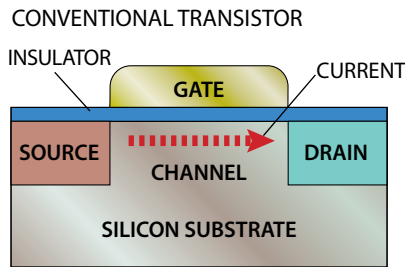 CONVENTIONAL TRANSISTOR
INSULATOR
CURRENT
GATE
SOURCE
DRAIN
CHANNEL
SILICON SUBSTRATE